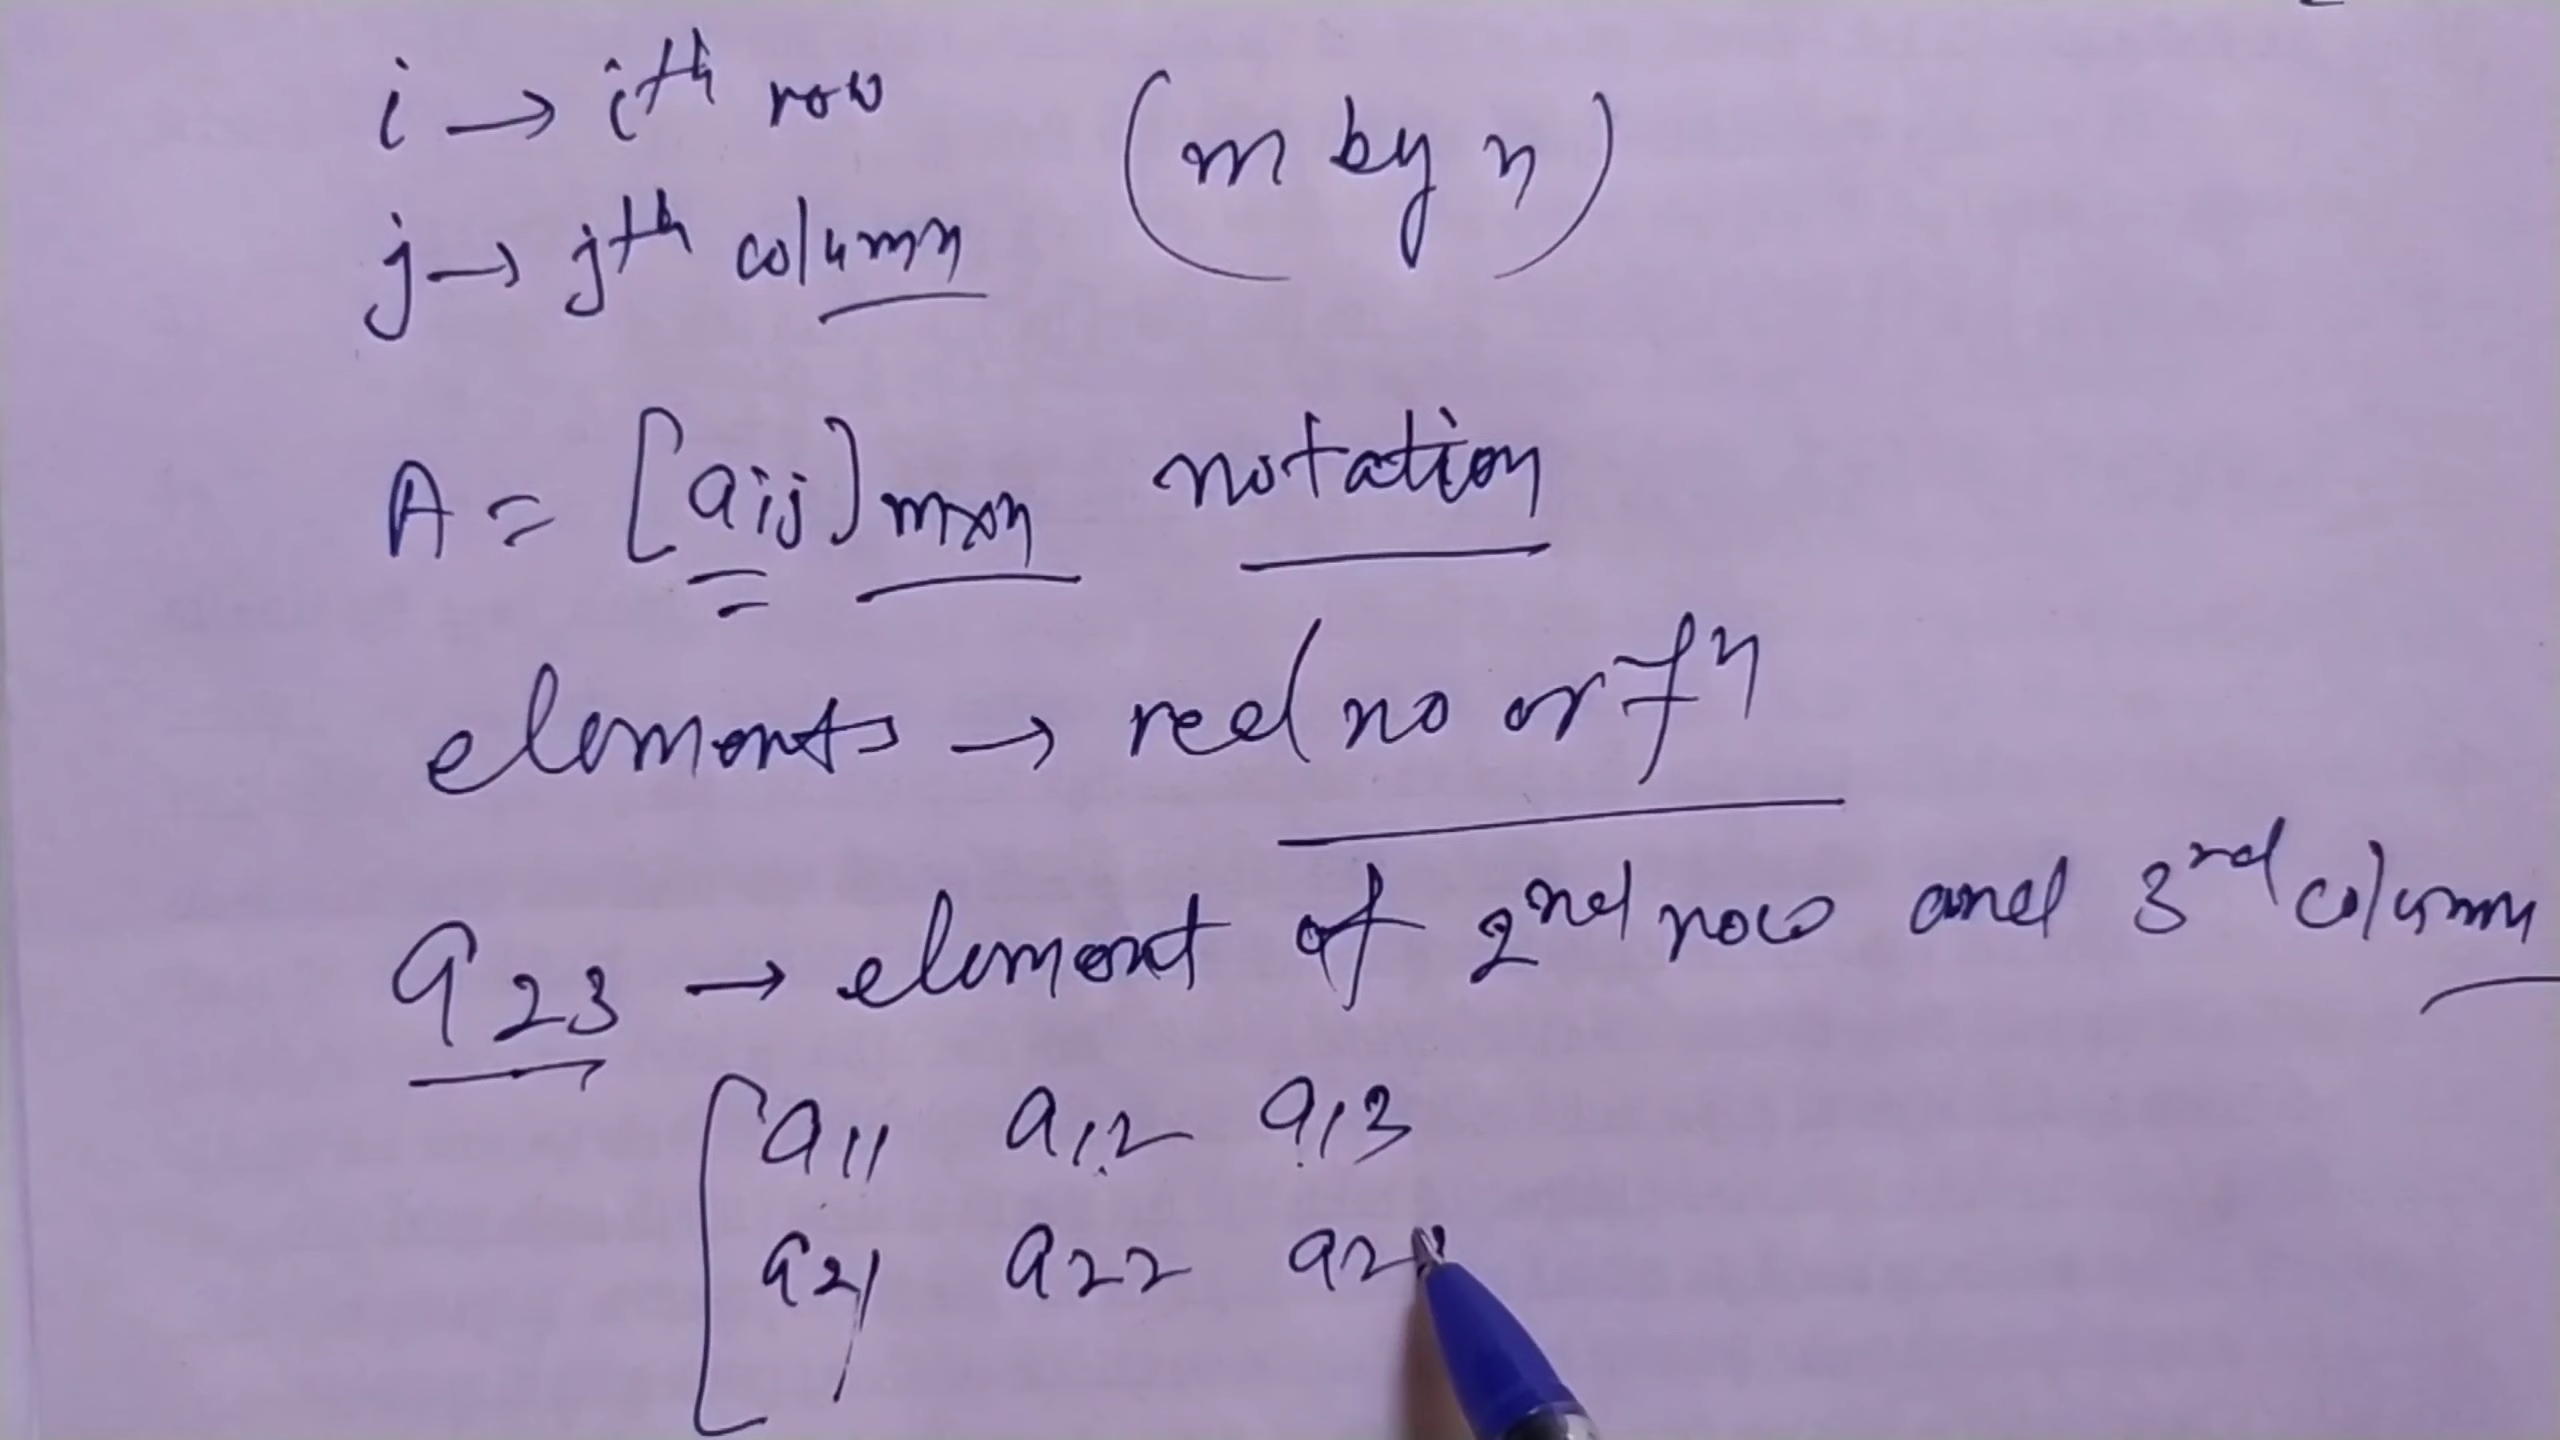 i → iᵗʰ row (m by n)
j → jᵗʰ column
A = [aij]m×n notation
elements → real no or fⁿ
a23 → element of 2ⁿᵈ row and 3ʳᵈ column
[a11 a12 a13
a21 a22 a2